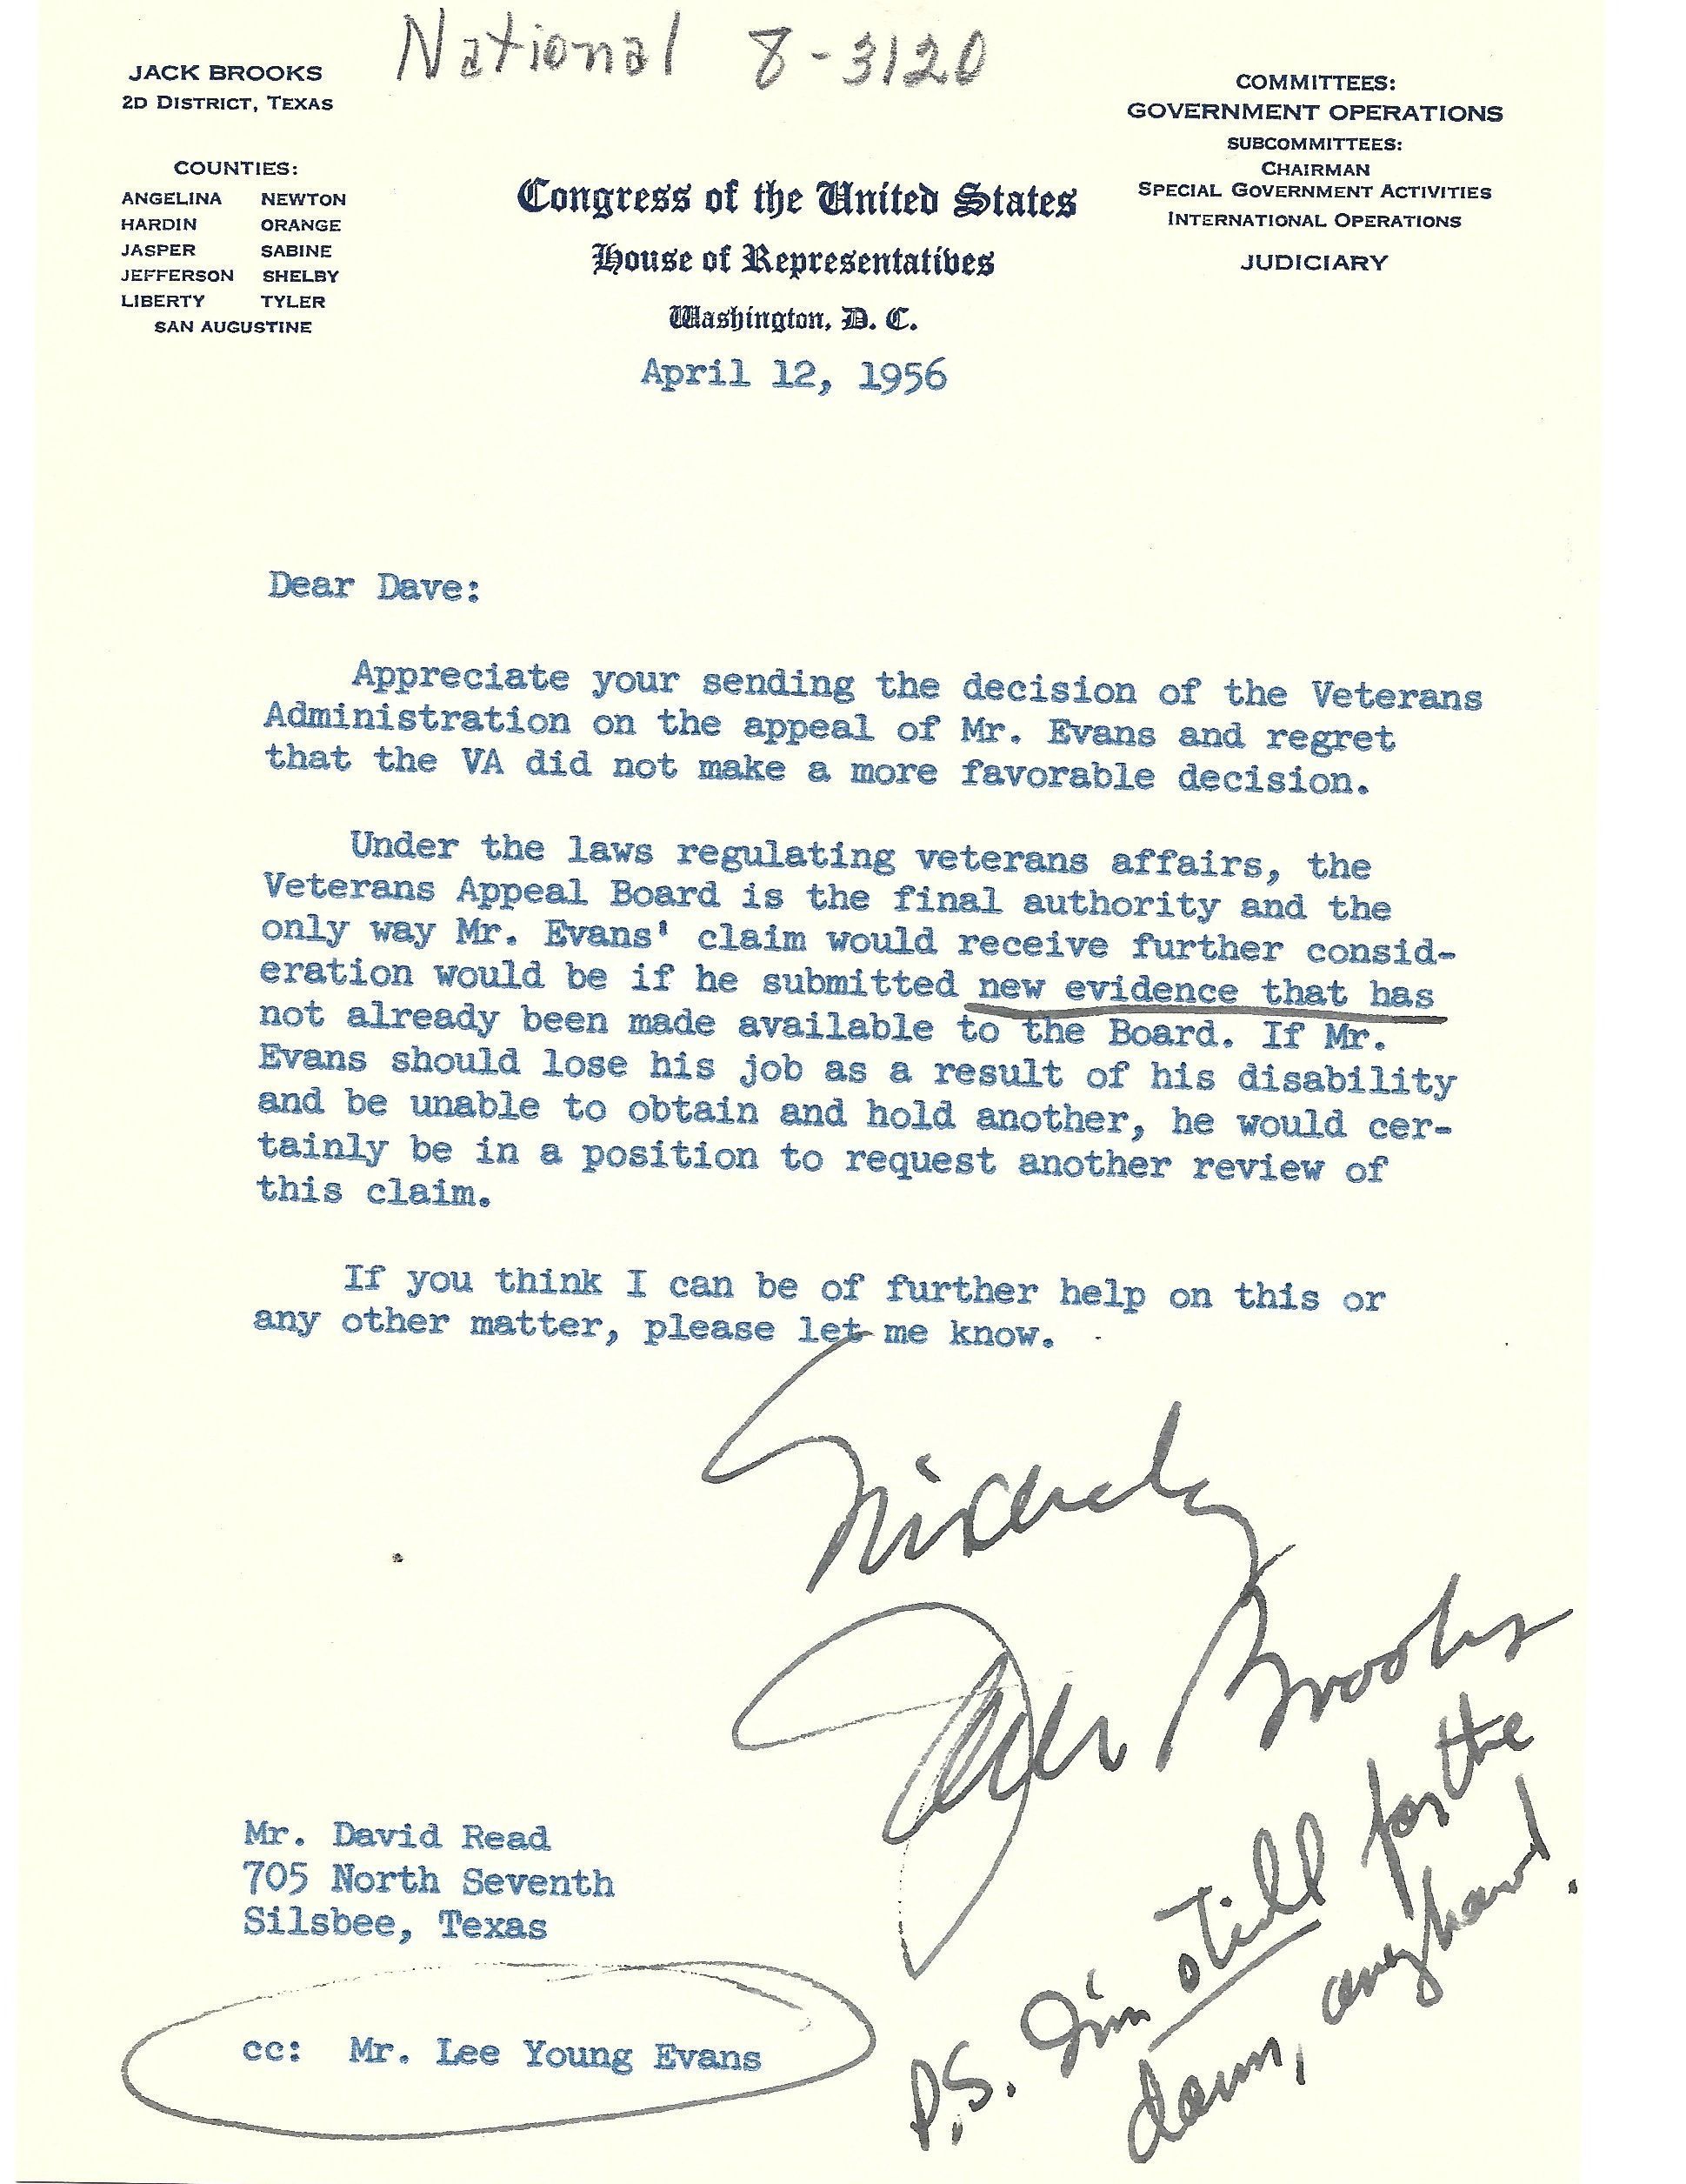 National 8-3120
JACK BROOKS
2D DISTRICT, TEXAS
COUNTIES:
ANGELINA NEWTON
HARDIN ORANGE
JASPER SABINE
JEFFERSON SHELBY
LIBERTY TYLER
SAN AUGUSTINE
COMMITTEES:
GOVERNMENT OPERATIONS
SUBCOMMITTEES:
CHAIRMAN
SPECIAL GOVERNMENT ACTIVITIES
INTERNATIONAL OPERATIONS
JUDICIARY
Congress of the United States
House of Representatives
Washington, D. C.
April 12, 1956
Dear Dave:
Appreciate your sending the decision of the Veterans
Administration on the appeal of Mr. Evans and regret
that the VA did not make a more favorable decision.
Under the laws regulating veterans affairs, the
Veterans Appeal Board is the final authority and the
only way Mr. Evans' claim would receive further consid-
eration would be if he submitted new evidence that has
not already been made available to the Board. If Mr.
Evans should lose his job as a result of his disability
and be unable to obtain and hold another, he would cer-
tainly be in a position to request another review of
this claim.
If you think I can be of further help on this or
any other matter, please let me know.
Sincerely
Jack Brooks
Mr. David Read
705 North Seventh
Silsbee, Texas
cc: Mr. Lee Young Evans
P.S. I'm still for the
dam,